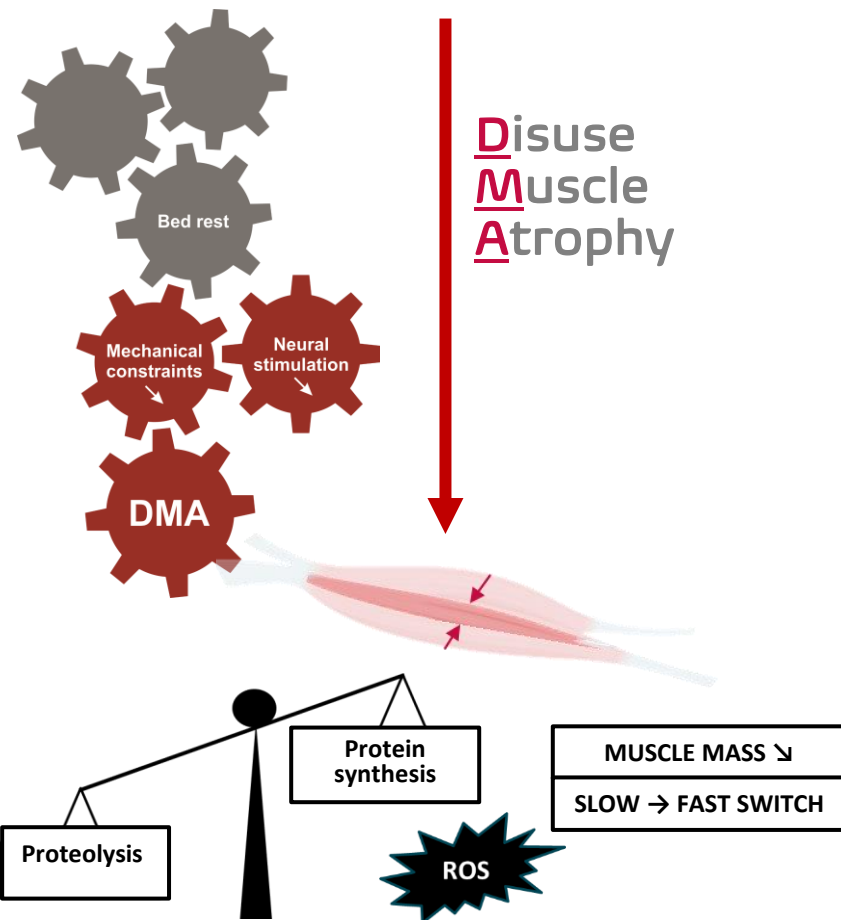 Disuse
Muscle
Atrophy
Bed rest
Mechanical
constraints
↘
Neural
stimulation
↘
DMA
Protein
synthesis
Proteolysis
MUSCLE MASS ↘
SLOW → FAST SWITCH
ROS